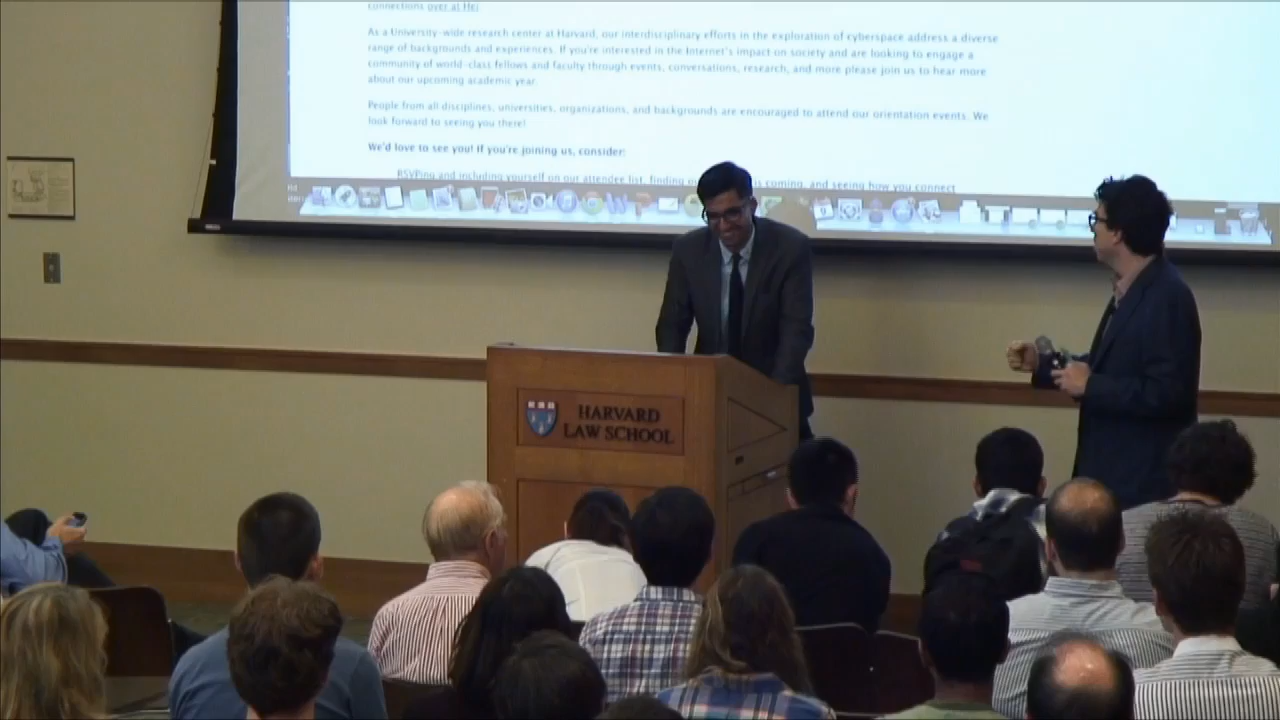 connections over at Hei
As a University-wide research center at Harvard, our interdisciplinary efforts in the exploration of cyberspace address a diverse
range of backgrounds and experiences. If you're interested in the Internet's impact on society and are looking to engage a
community of world-class fellows and faculty through events, conversations, research, and more please join us to hear more
about our upcoming academic year.
People from all disciplines, universities, organizations, and backgrounds are encouraged to attend our orientation events. We
look forward to seeing you there!
We'd love to see you! If you're joining us, consider:
RSVPing and including yourself on our attendee list, finding is coming, and seeing how you connect
HARVARD
LAW SCHOOL